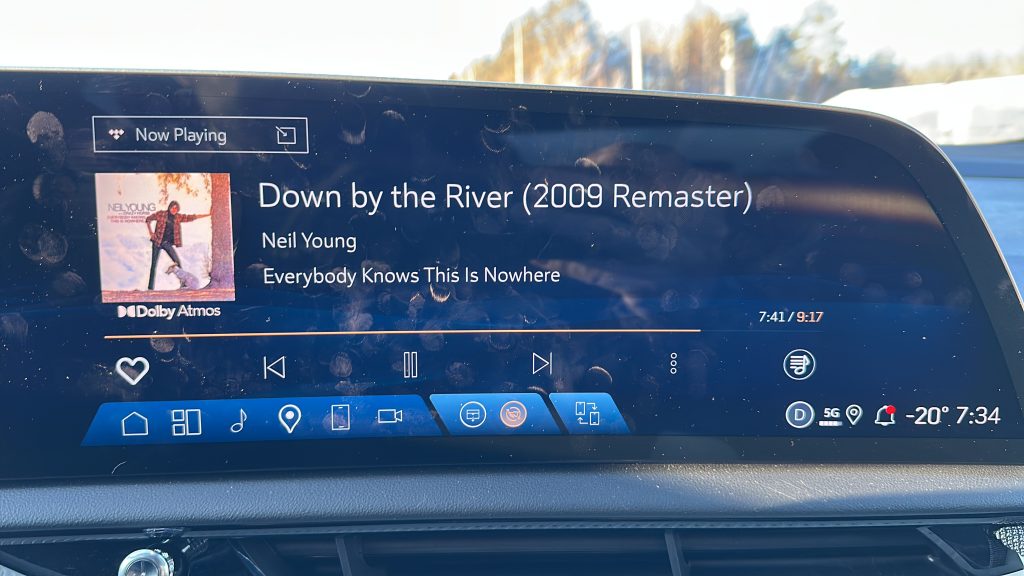 Now Playing
NEIL YOUNG
Down by the River (2009 Remaster)
Neil Young
Everybody Knows This Is Nowhere
Dolby Atmos
7:41 / 9:17
D 5G -20° 7:34